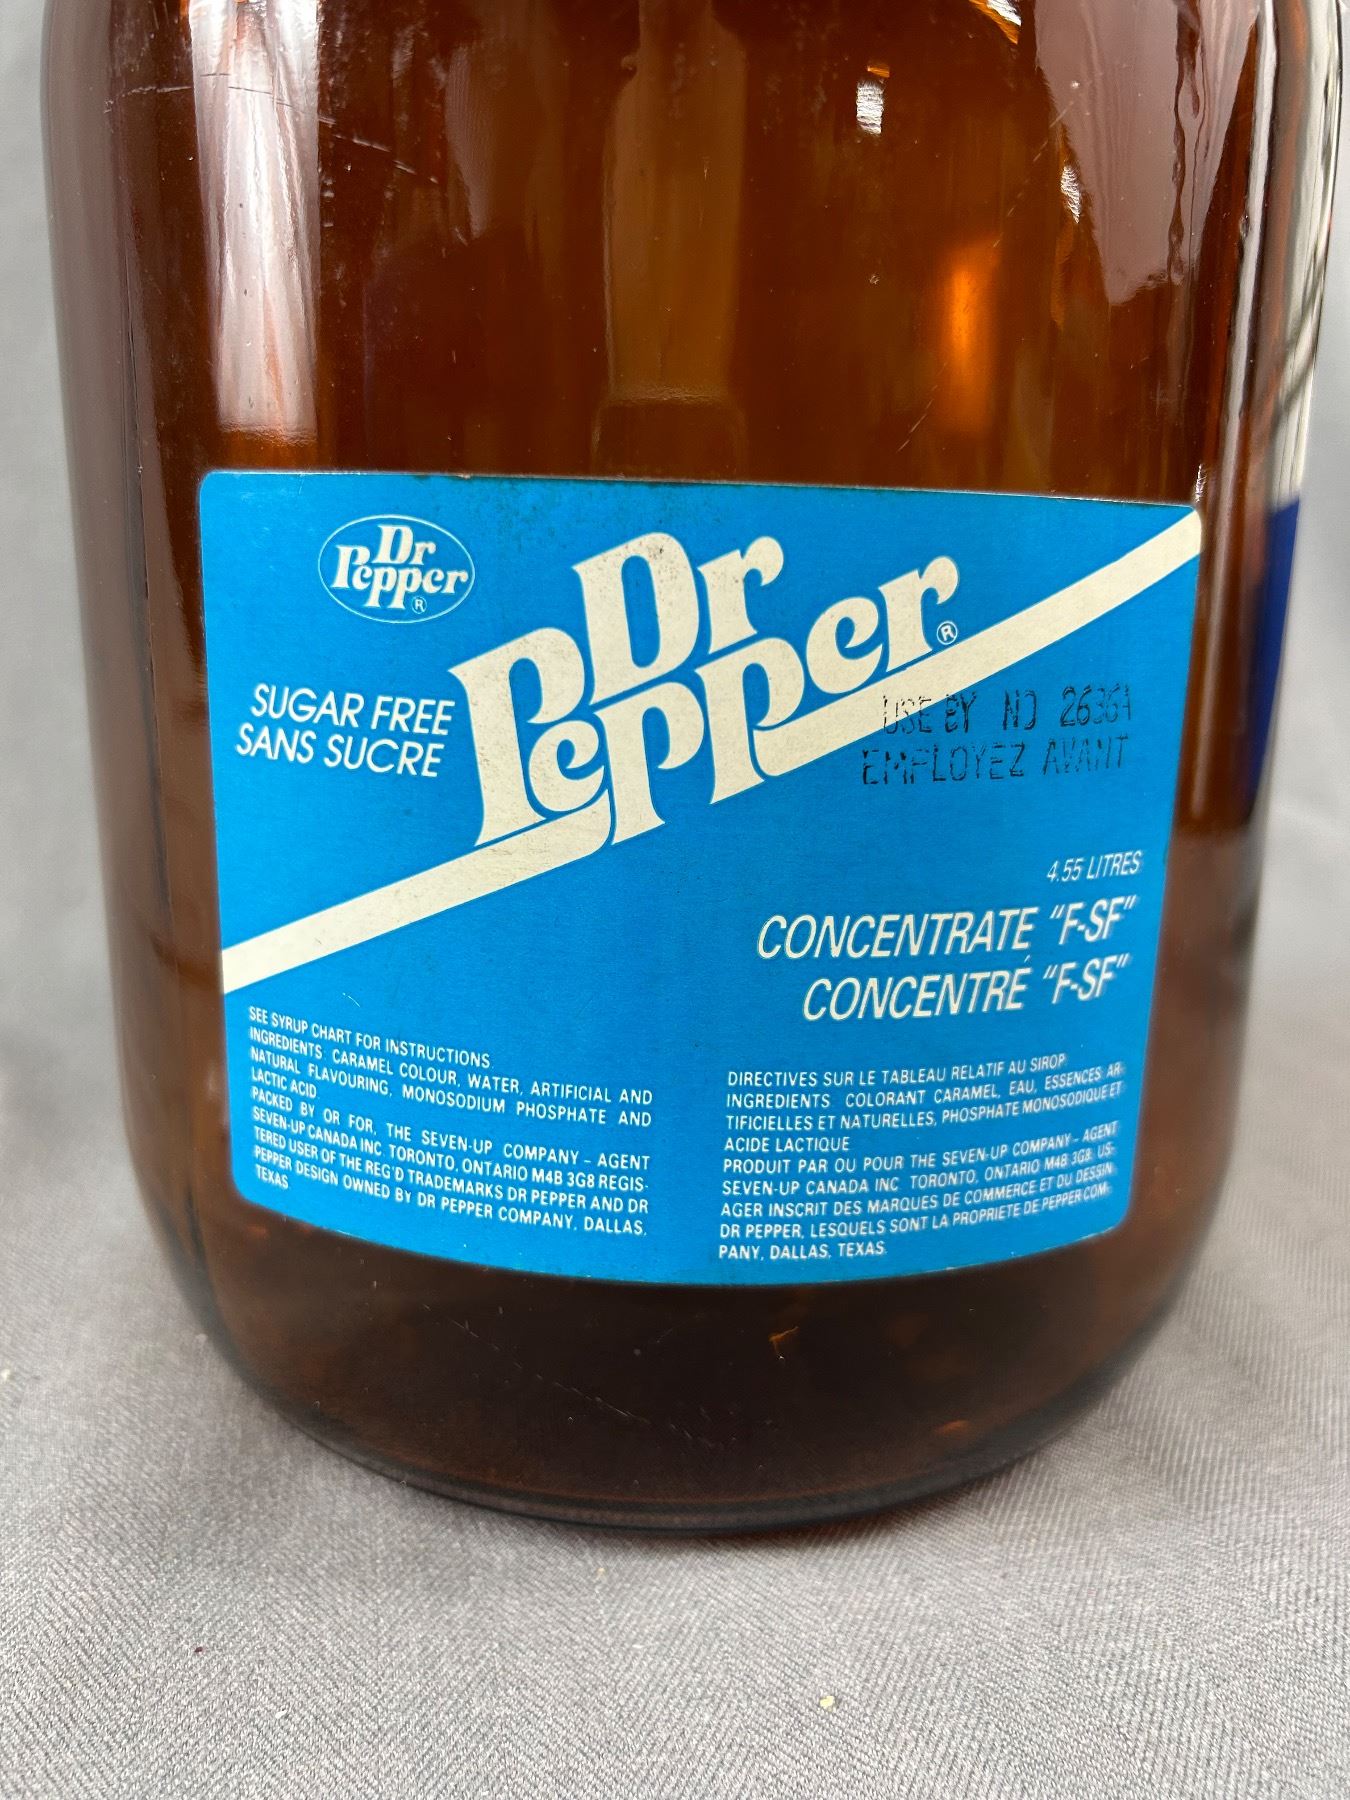 Dr
Pepper®
Dr
Pepper®
SUGAR FREE
SANS SUCRE
USE BY NO
EMPLOYEZ AVANT
4.55 LITRES
CONCENTRATE "F-SF"
CONCENTRÉ "F-SF"
SEE SYRUP CHART FOR INSTRUCTIONS
INGREDIENTS: CARAMEL COLOUR, WATER, ARTIFICIAL AND
NATURAL FLAVOURING, MONOSODIUM PHOSPHATE AND
LACTIC ACID
PACKED BY OR FOR, THE SEVEN-UP COMPANY – AGENT
SEVEN-UP CANADA INC. TORONTO, ONTARIO M4B 3G8 REGIS-
TERED USER OF THE REG'D TRADEMARKS DR PEPPER AND DR
PEPPER DESIGN OWNED BY DR PEPPER COMPANY, DALLAS,
TEXAS
DIRECTIVES SUR LE TABLEAU RELATIF AU SIROP
INGREDIENTS: COLORANT CARAMEL, EAU, ESSENCES AR-
TIFICIELLES ET NATURELLES, PHOSPHATE MONOSODIQUE ET
ACIDE LACTIQUE
PRODUIT PAR OU POUR THE SEVEN-UP COMPANY – AGENT
SEVEN-UP CANADA INC. TORONTO, ONTARIO M4B 3G8. US-
AGER INSCRIT DES MARQUES DE COMMERCE ET DU DESSIN
DR PEPPER, LESQUELS SONT LA PROPRIETE DE PEPPER COM-
PANY, DALLAS, TEXAS.